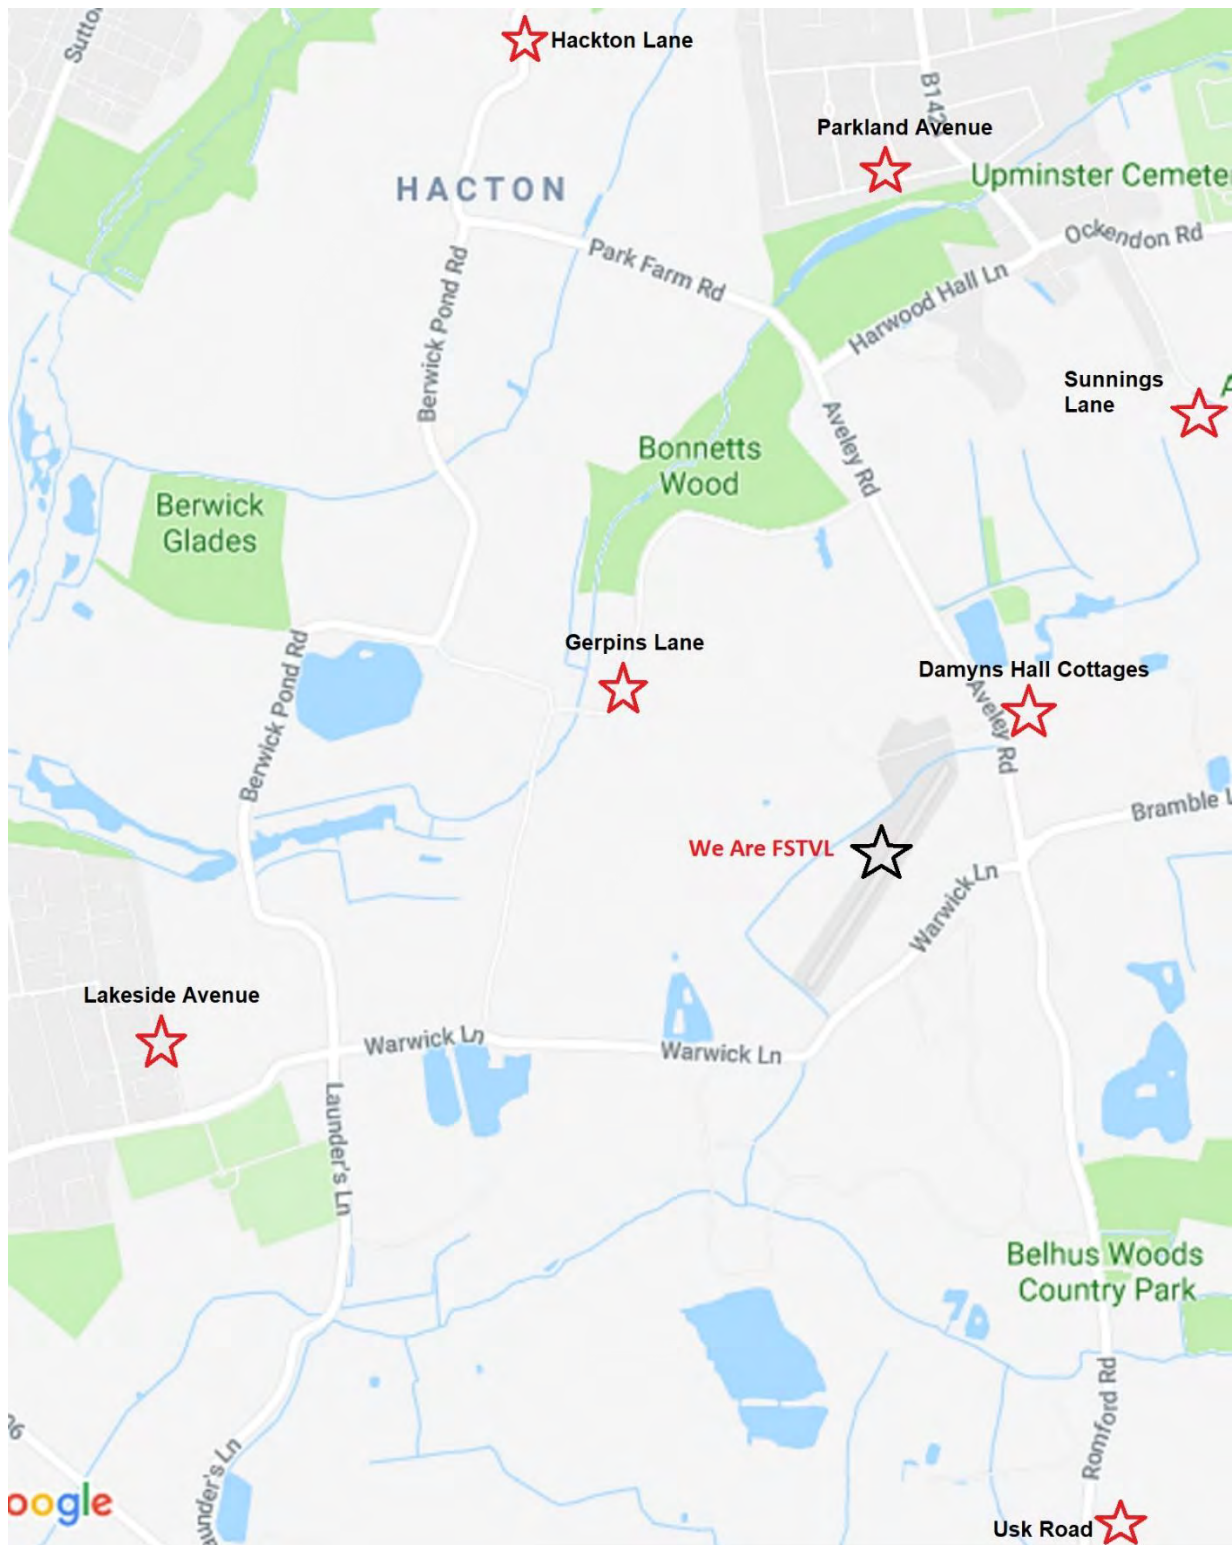 Sutto
Hackton Lane
B142
Parkland Avenue
HACTON
Upminster Cemete
Ockendon Rd
Park Farm Rd
Berwick Pond Rd
Harwood Hall Ln
Sunnings
Lane
A
Aveley Rd
Bonnetts
Wood
Berwick
Glades
Gerpins Lane
Damyns Hall Cottages
Berwick Pond Rd
Aveley Rd
Bramble L
We Are FSTVL
Warwick Ln
Lakeside Avenue
Warwick Ln
Warwick Ln
Launder's Ln
Belhus Woods
Country Park
Romford Rd
06
aunder's Ln
oogle
Usk Road